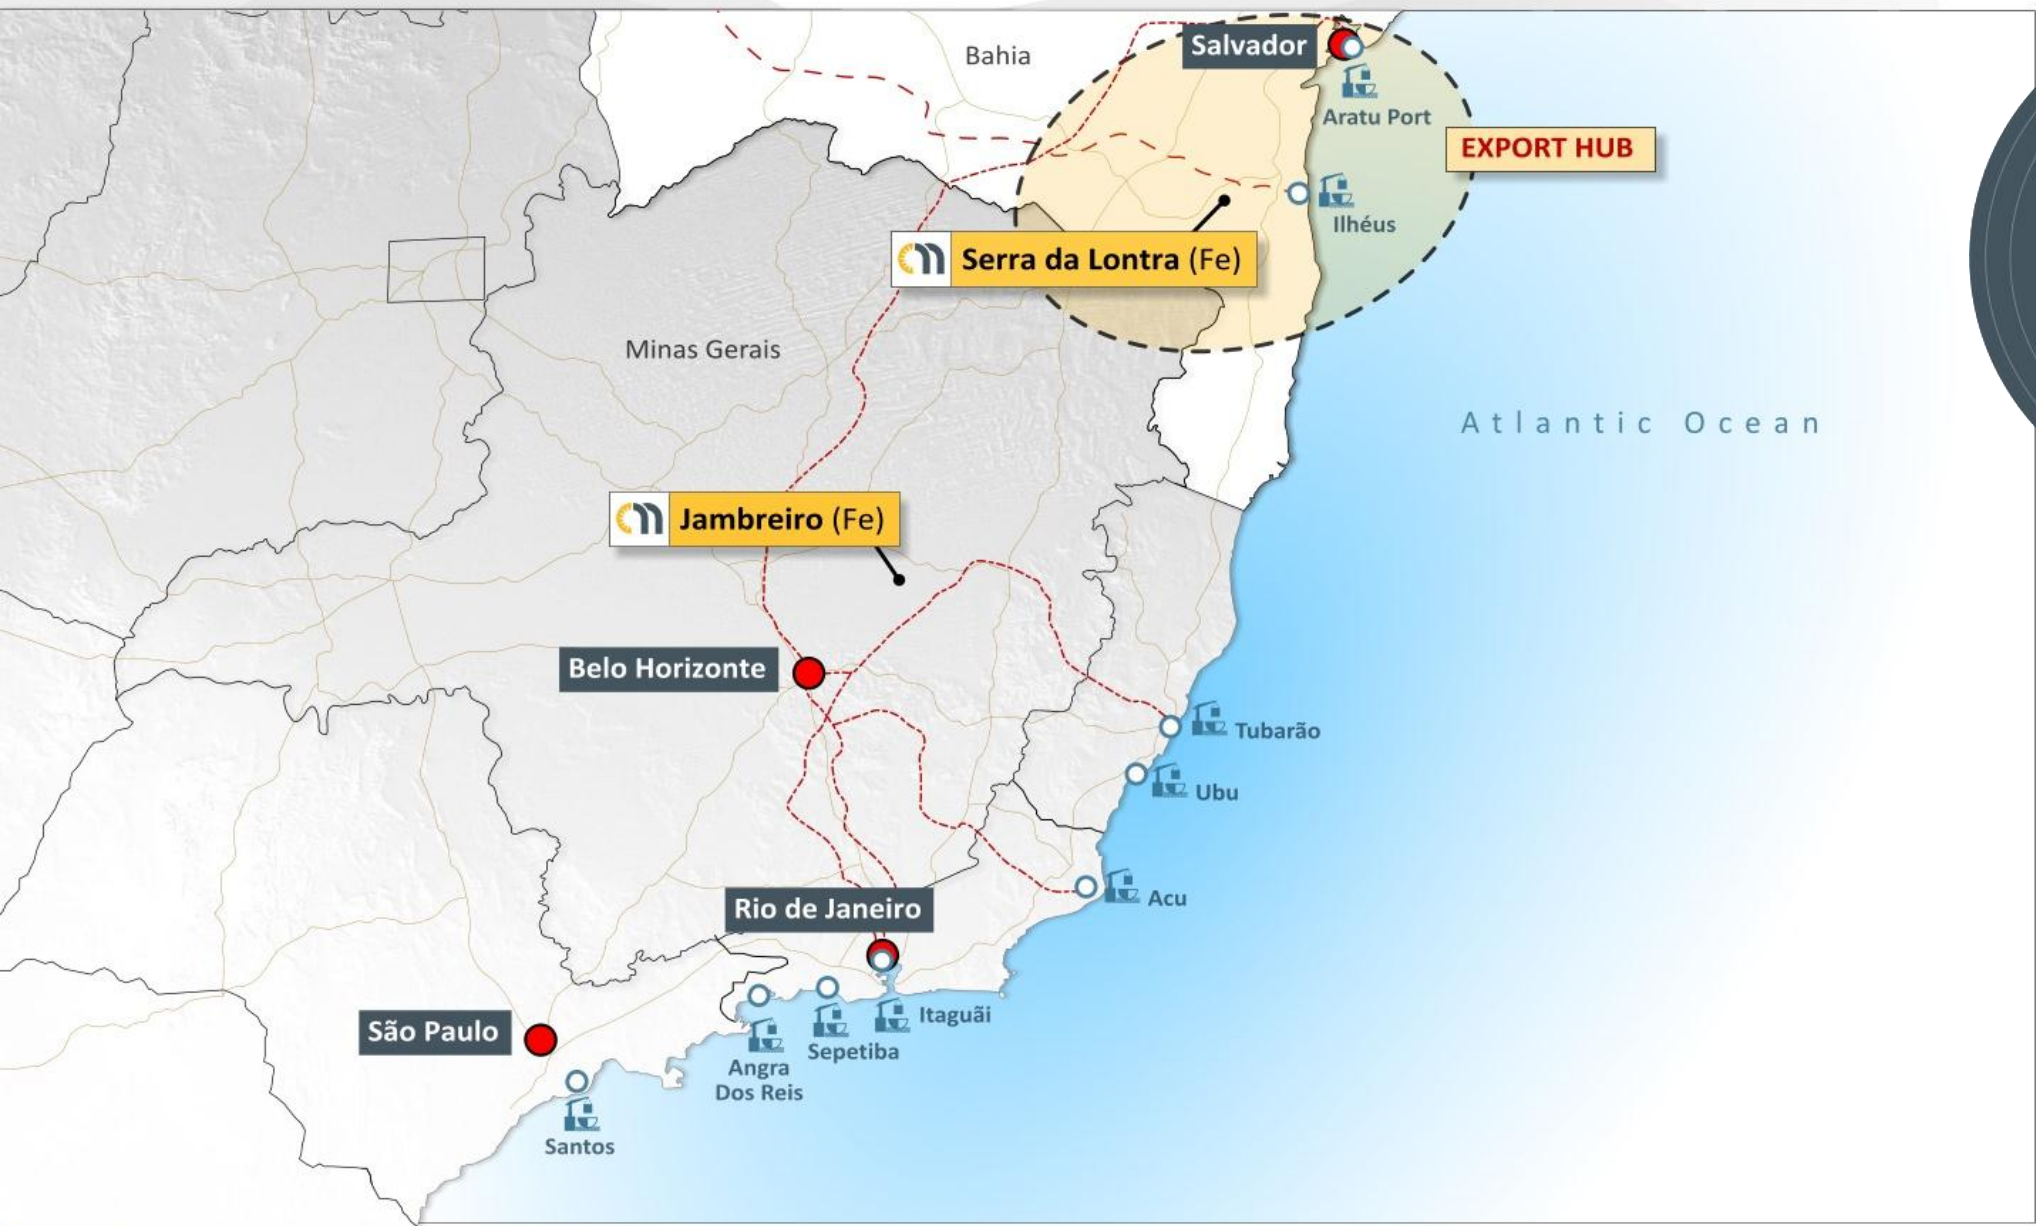 Bahia
Salvador
Aratu Port
EXPORT HUB
Ilhéus
Serra da Lontra (Fe)
Minas Gerais
Atlantic Ocean
Jambreiro (Fe)
Belo Horizonte
Tubarão
Ubu
Acu
Rio de Janeiro
Itaguãi
São Paulo
Sepetiba
Angra
Dos Reis
Santos